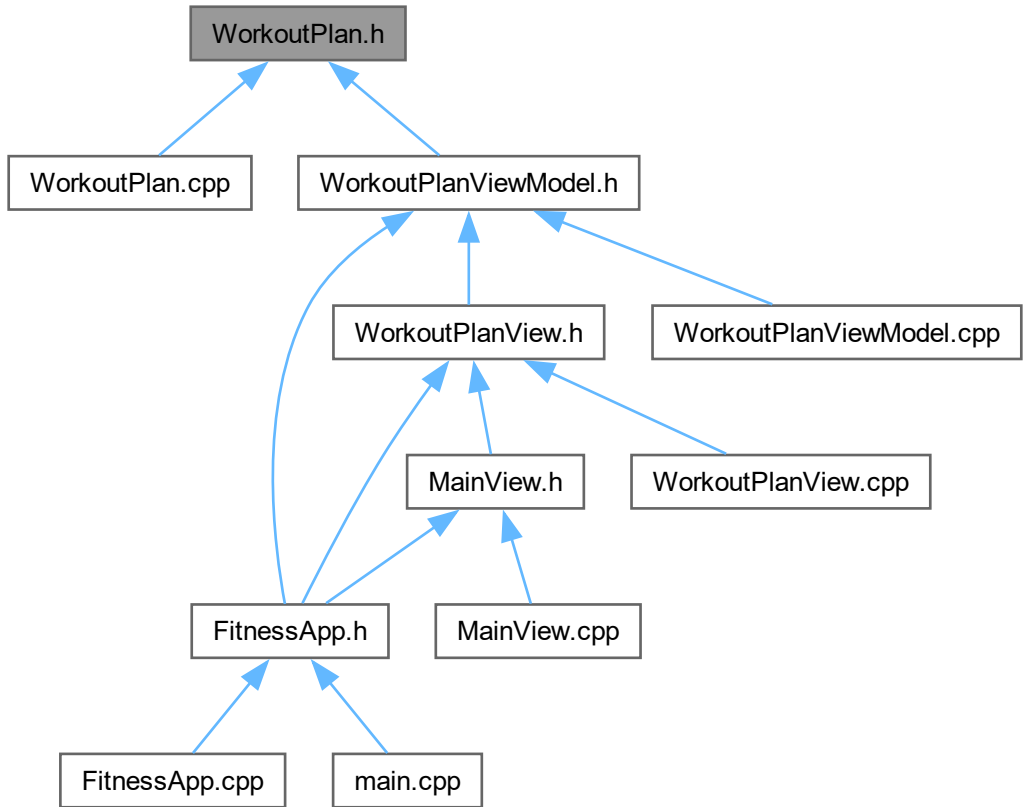 WorkoutPlan.h
WorkoutPlan.cpp
WorkoutPlanViewModel.h
WorkoutPlanView.h
WorkoutPlanViewModel.cpp
MainView.h
WorkoutPlanView.cpp
FitnessApp.h
MainView.cpp
FitnessApp.cpp
main.cpp